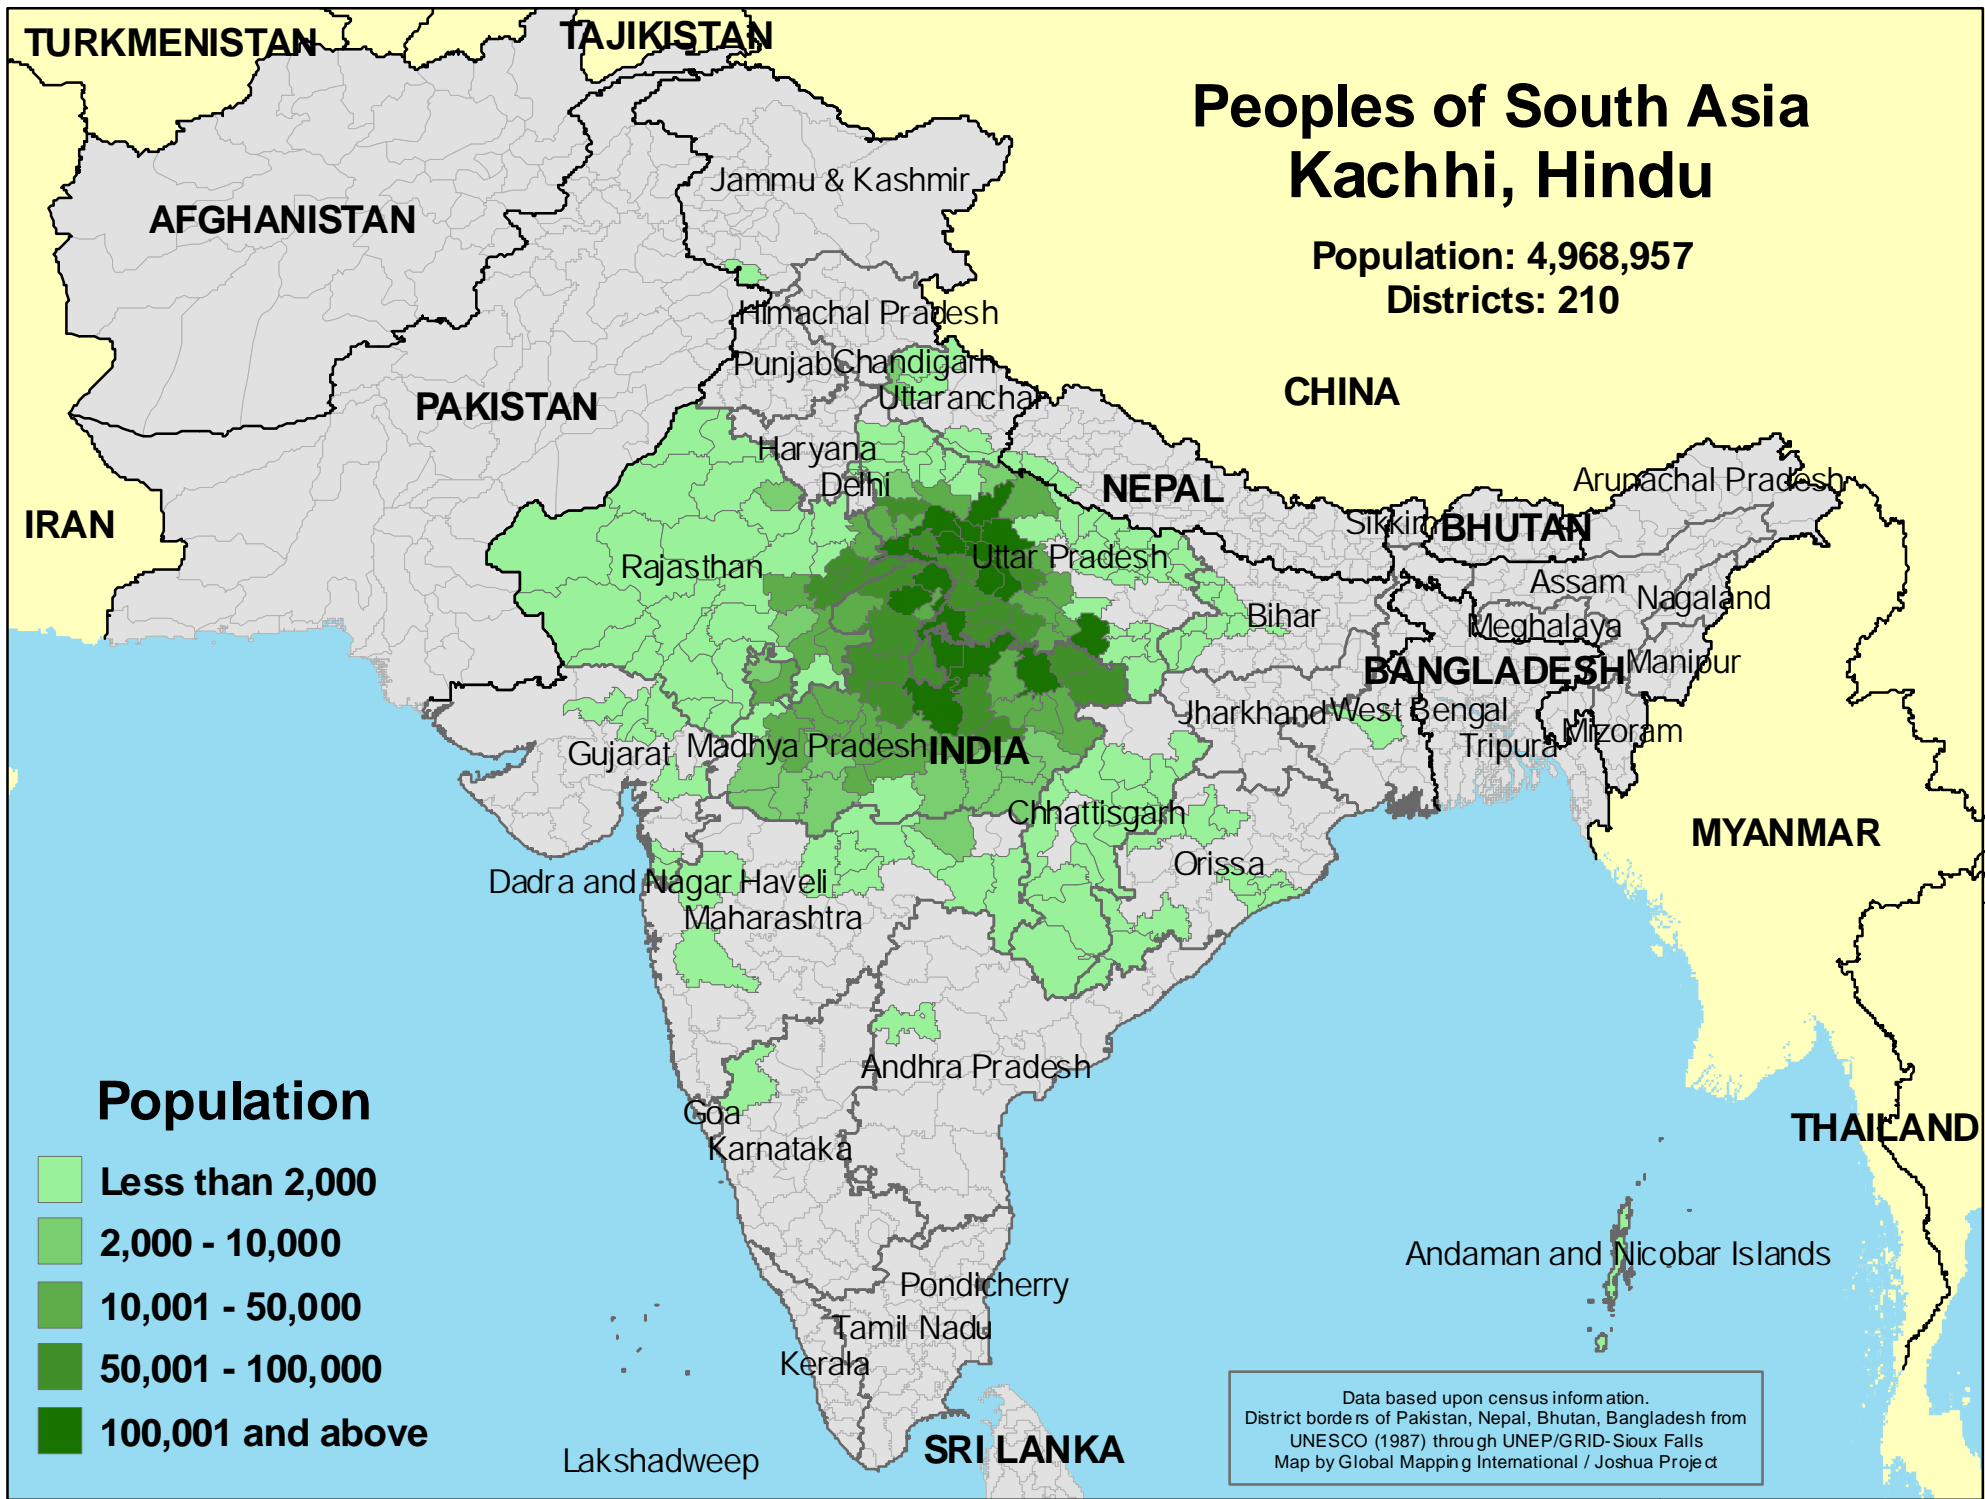 TURKMENISTAN
TAJIKISTAN
Peoples of South Asia
Kachhi, Hindu
Population: 4,968,957
Districts: 210
Jammu & Kashmir
AFGHANISTAN
Himachal Pradesh
Punjab
Chandigarh
Uttaranchal
CHINA
PAKISTAN
Haryana
Delhi
NEPAL
Arunachal Pradesh
IRAN
Sikkim
BHUTAN
Rajasthan
Uttar Pradesh
Assam
Nagaland
Bihar
Meghalaya
BANGLADESH
Manipur
Jharkhand
West Bengal
Gujarat
Madhya Pradesh
INDIA
Tripura
Mizoram
Chhattisgarh
MYANMAR
Orissa
Dadra and Nagar Haveli
Maharashtra
Andhra Pradesh
Goa
Karnataka
THAILAND
Andaman and Nicobar Islands
Pondicherry
Tamil Nadu
Kerala
Lakshadweep
SRI LANKA
Population
Less than 2,000
2,000 - 10,000
10,001 - 50,000
50,001 - 100,000
100,001 and above
Data based upon census information.
District borders of Pakistan, Nepal, Bhutan, Bangladesh from
UNESCO (1987) through UNEP/GRID-Sioux Falls
Map by Global Mapping International / Joshua Project